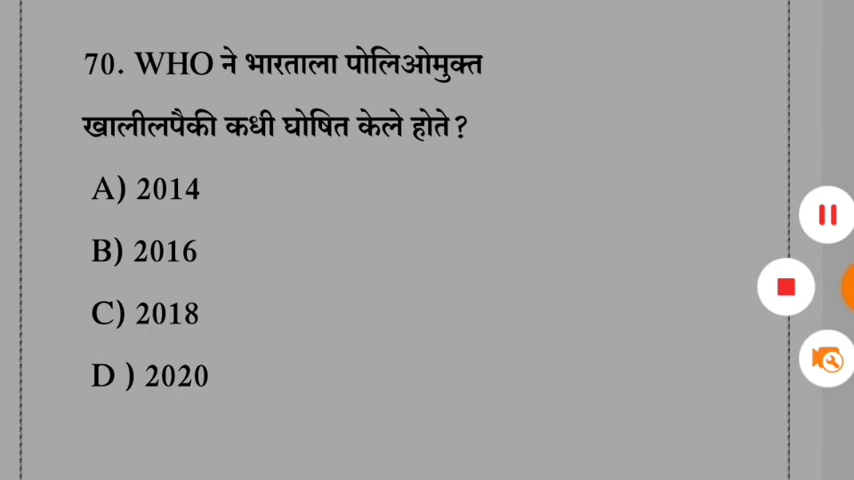 70. WHO ने भारताला पोलिओमुक्त
खालीलपैकी कधी घोषित केले होते?
A) 2014
B) 2016
C) 2018
D ) 2020